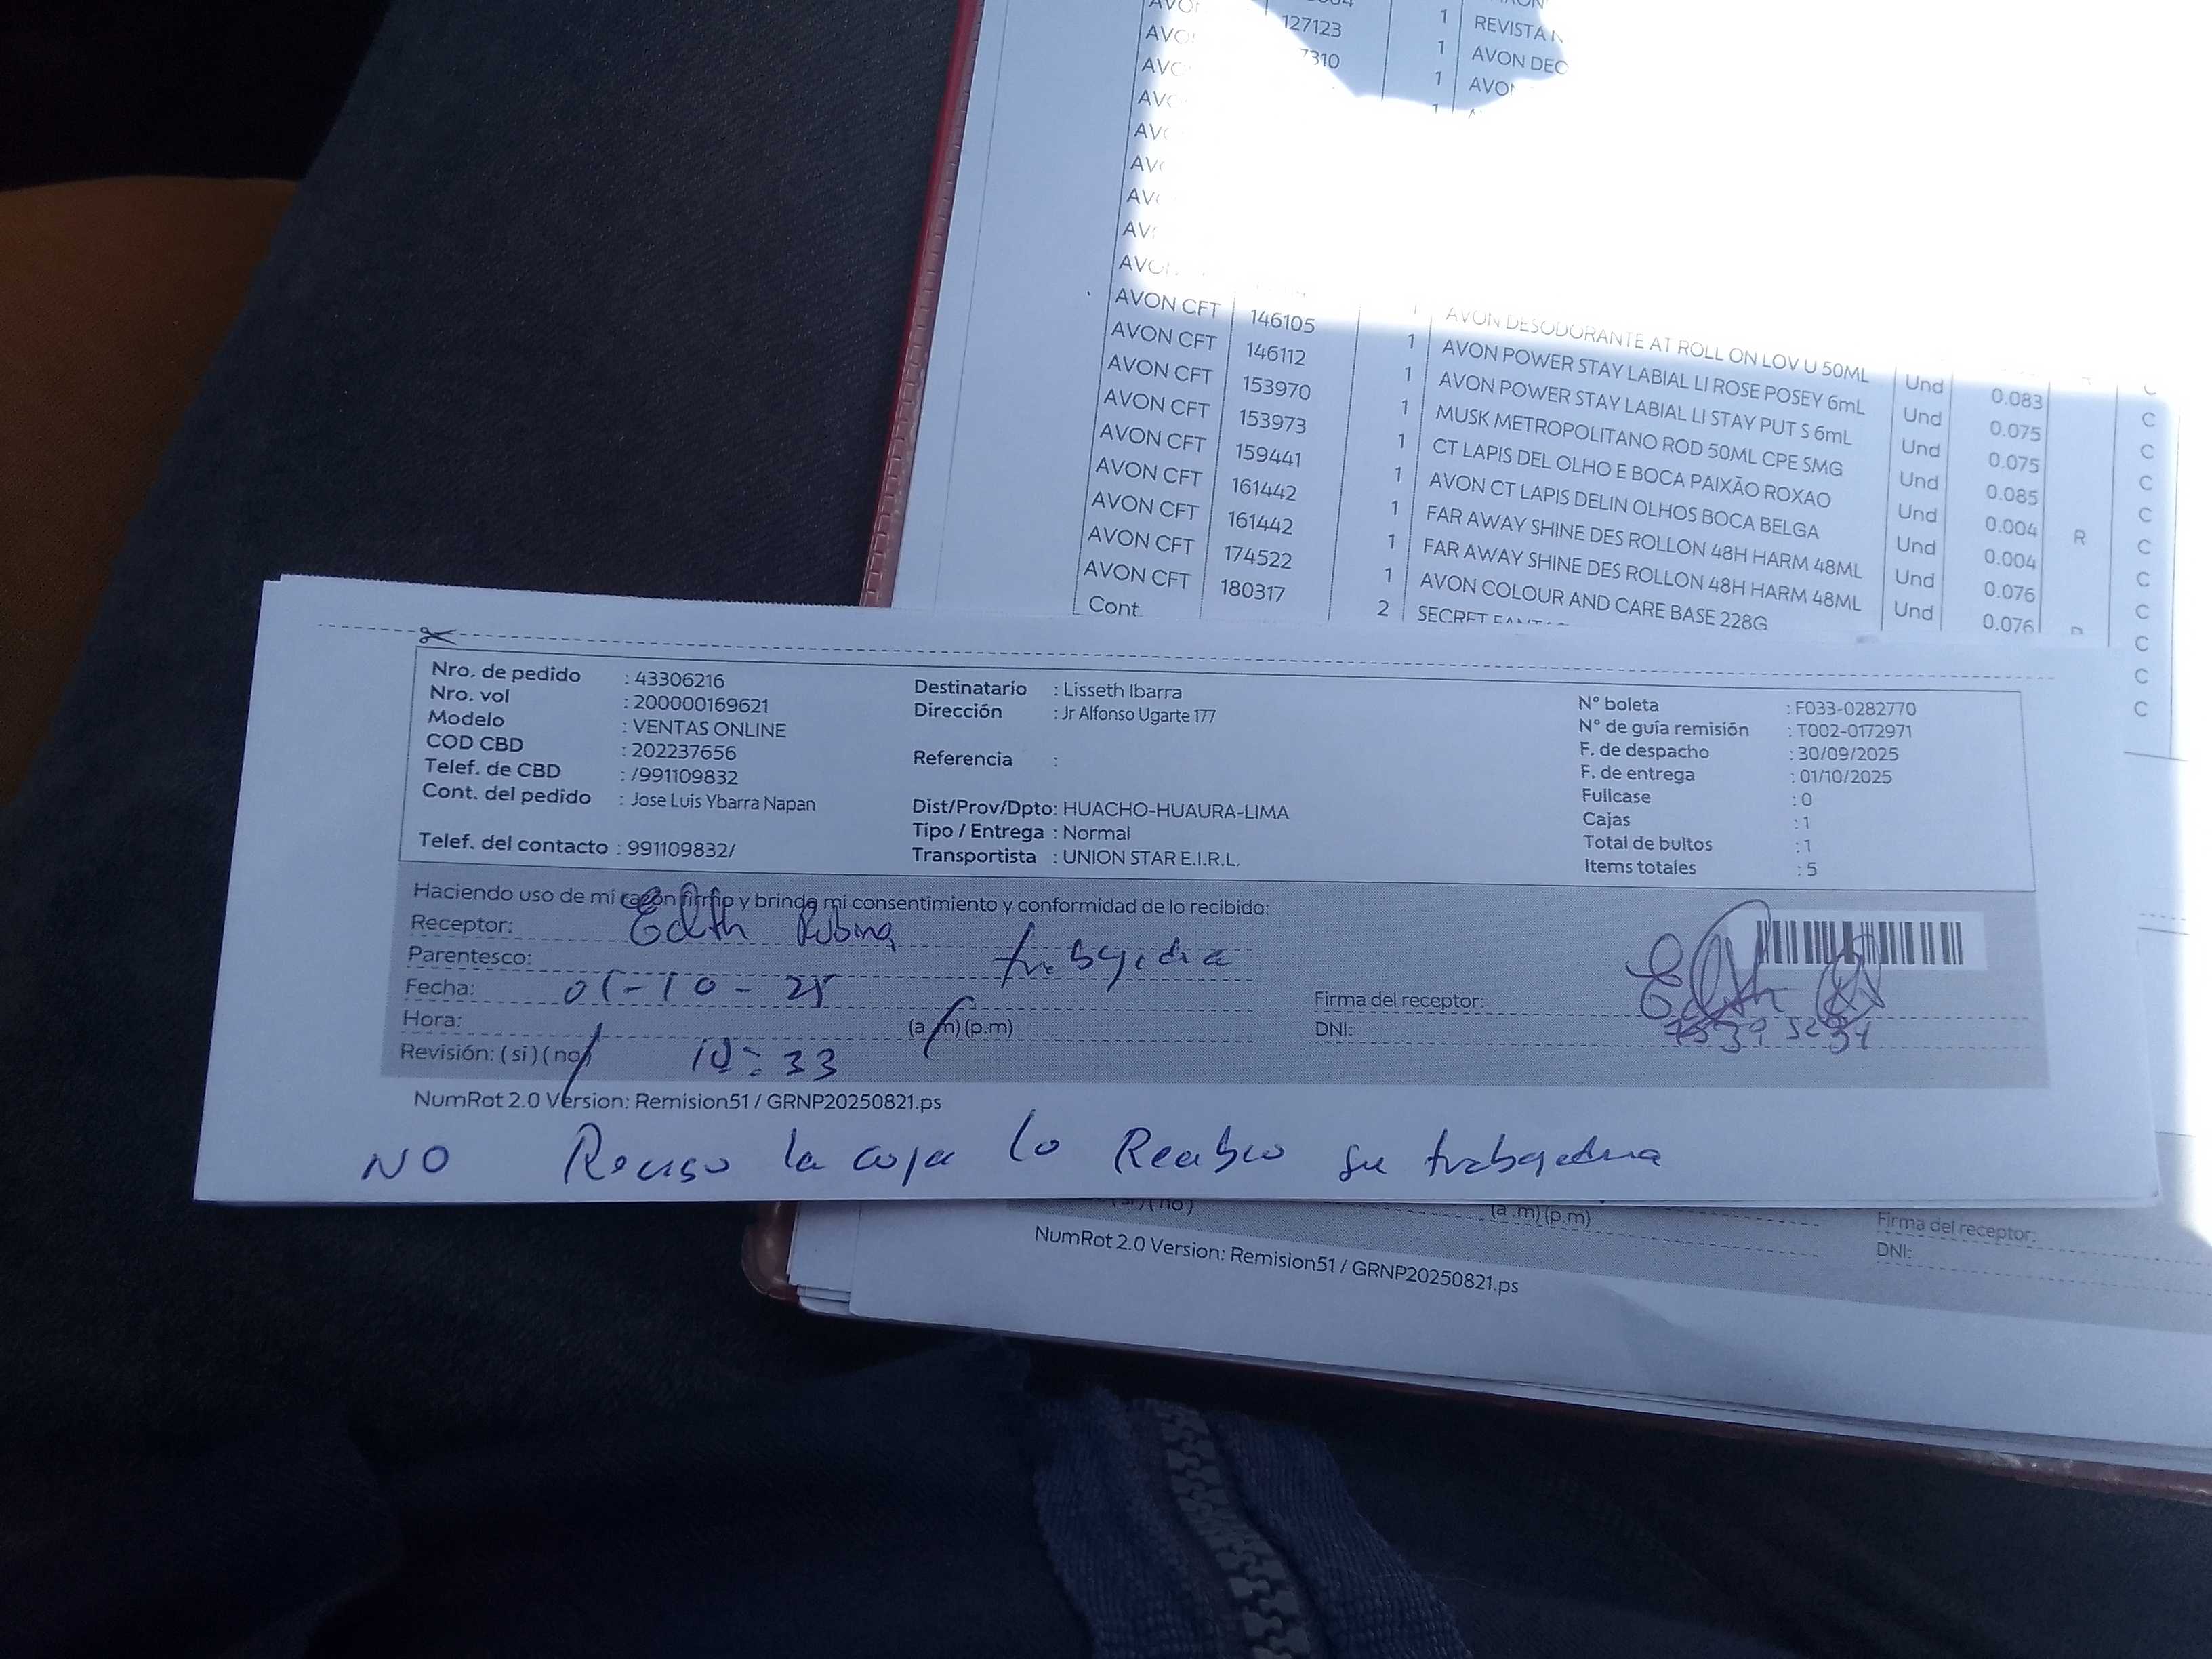 127123 1 REVISTA
1 AVON DEO
1
AVON CFT 146105 AVON DESODORANTE AT ROLL ON LOV U 50ML Und 0.083 C
AVON CFT 146112 1 AVON POWER STAY LABIAL LI ROSE POSEY 6mL Und 0.075 C
AVON CFT 153970 1 AVON POWER STAY LABIAL LI STAY PUT S 6mL Und 0.075 C
AVON CFT 153973 1 MUSK METROPOLITANO ROD 50ML CPE SMG Und 0.085 C
AVON CFT 159441 1 CT LAPIS DEL OLHO E BOCA PAIXÃO ROXAO Und 0.004 C
AVON CFT 161442 1 AVON CT LAPIS DELIN OLHOS BOCA BELGA Und 0.004 R C
AVON CFT 161442 1 FAR AWAY SHINE DES ROLLON 48H HARM 48ML Und 0.076 C
AVON CFT 174522 1 FAR AWAY SHINE DES ROLLON 48H HARM 48ML Und 0.076 C
AVON CFT 180317 1 AVON COLOUR AND CARE BASE 228G C
Cont. 2 SECRET
Nro. de pedido : 43306216
Nro. vol : 200000169621
Modelo : VENTAS ONLINE
COD CBD : 202237656
Telef. de CBD : /991109832
Cont. del pedido : Jose Luis Ybarra Napan
Telef. del contacto : 991109832/
Destinatario : Lisseth Ibarra
Dirección : Jr Alfonso Ugarte 177
Referencia :
Dist/Prov/Dpto: HUACHO-HUAURA-LIMA
Tipo / Entrega : Normal
Transportista : UNION STAR E.I.R.L.
N° boleta : F033-0282770
N° de guía remisión : T002-0172971
F. de despacho : 30/09/2025
F. de entrega : 01/10/2025
Fullcase : 0
Cajas : 1
Total de bultos : 1
Items totales : 5
Haciendo uso de mi razón firmo y brindo mi consentimiento y conformidad de lo recibido:
Receptor: Edith Rubina
Parentesco:
Fecha: 01-10-25
Hora: (a.m)(p.m)
Revisión: (si)(no) 10:33
Firma del receptor: Edith
DNI:
NumRot 2.0 Version: Remision51 / GRNP20250821.ps
NO Reviso la caja lo Recibio su trabajadora
(si)(no) (a.m)(p.m)
Firma del receptor:
DNI:
NumRot 2.0 Version: Remision51 / GRNP20250821.ps